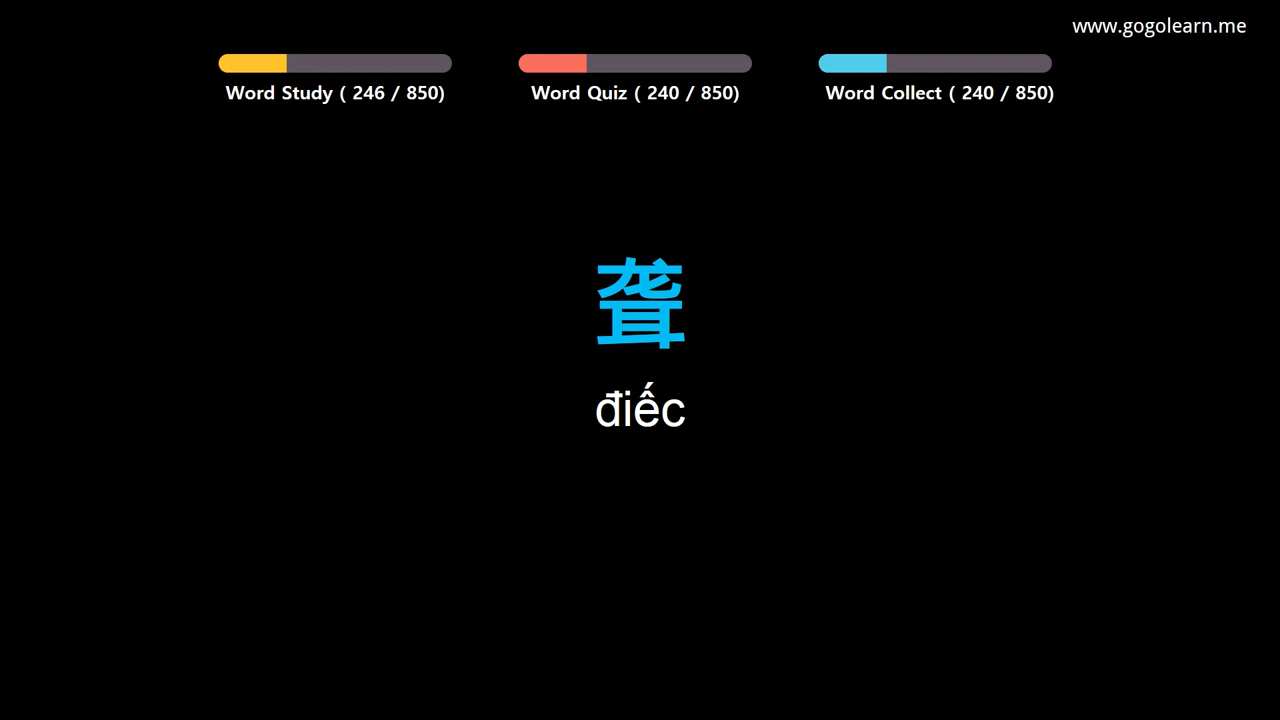 www.gogolearn.me
Word Study ( 246 / 850)
Word Quiz ( 240 / 850)
Word Collect ( 240 / 850)
聋
điếc